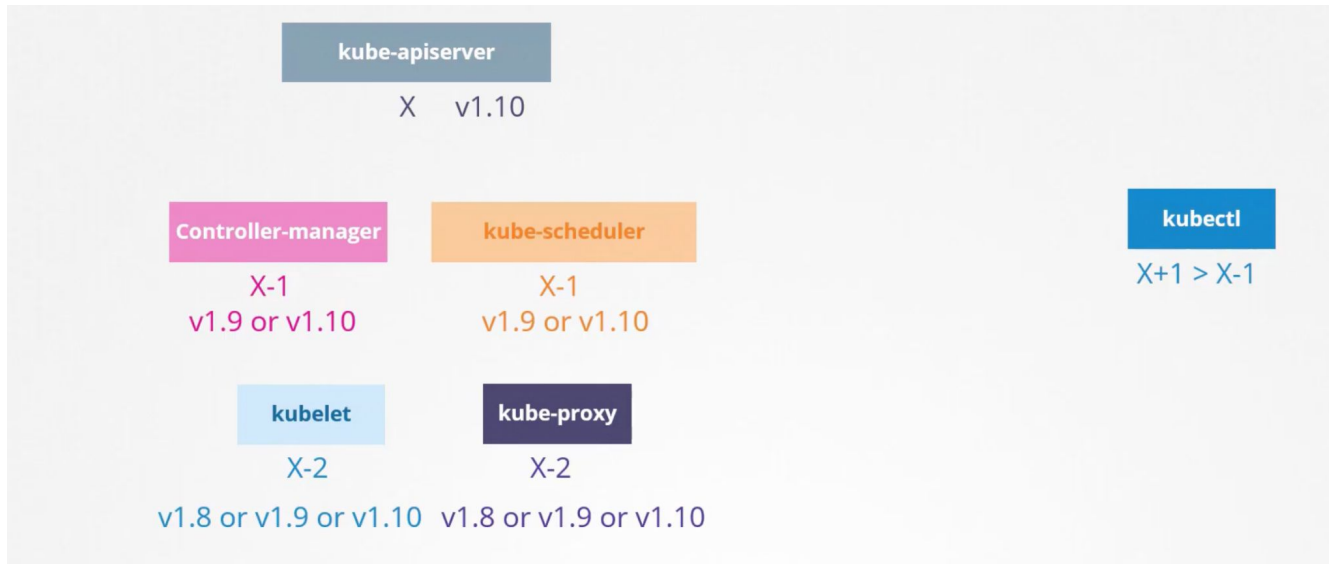 kube-apiserver
X v1.10
Controller-manager
X-1
v1.9 or v1.10
kube-scheduler
X-1
v1.9 or v1.10
kubectl
X+1 > X-1
kubelet
X-2
v1.8 or v1.9 or v1.10
kube-proxy
X-2
v1.8 or v1.9 or v1.10